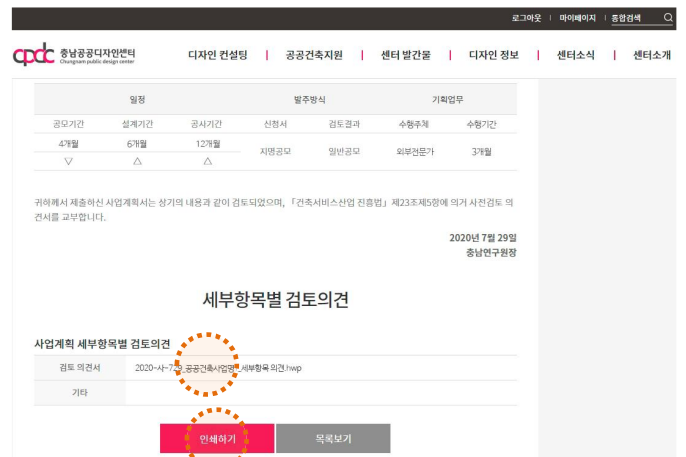 로그아웃 | 마이페이지 | 통합검색
cpdc 충남공공디자인센터
Chungnam public design center
디자인 컨설팅 | 공공건축지원 | 센터 발간물 | 디자인 정보 | 센터소식 | 센터소개
일정 발주방식 기획업무
공모기간 설계기간 공사기간 신청서 검토결과 수행주체 수행기간
4개월 6개월 12개월 지명공모 일반공모 외부전문가 3개월
▽ △ △
귀하께서 제출하신 사업계획서는 상기의 내용과 같이 검토되었으며, 「건축서비스산업 진흥법」 제23조제5항에 의거 사전검토 의
견서를 교부합니다.
2020년 7월 29일
충남연구원장
세부항목별 검토의견
사업계획 세부항목별 검토의견
검토 의견서 2020-사-729_공공건축사업명_세부항목 의견.hwp
기타
인쇄하기 목록보기